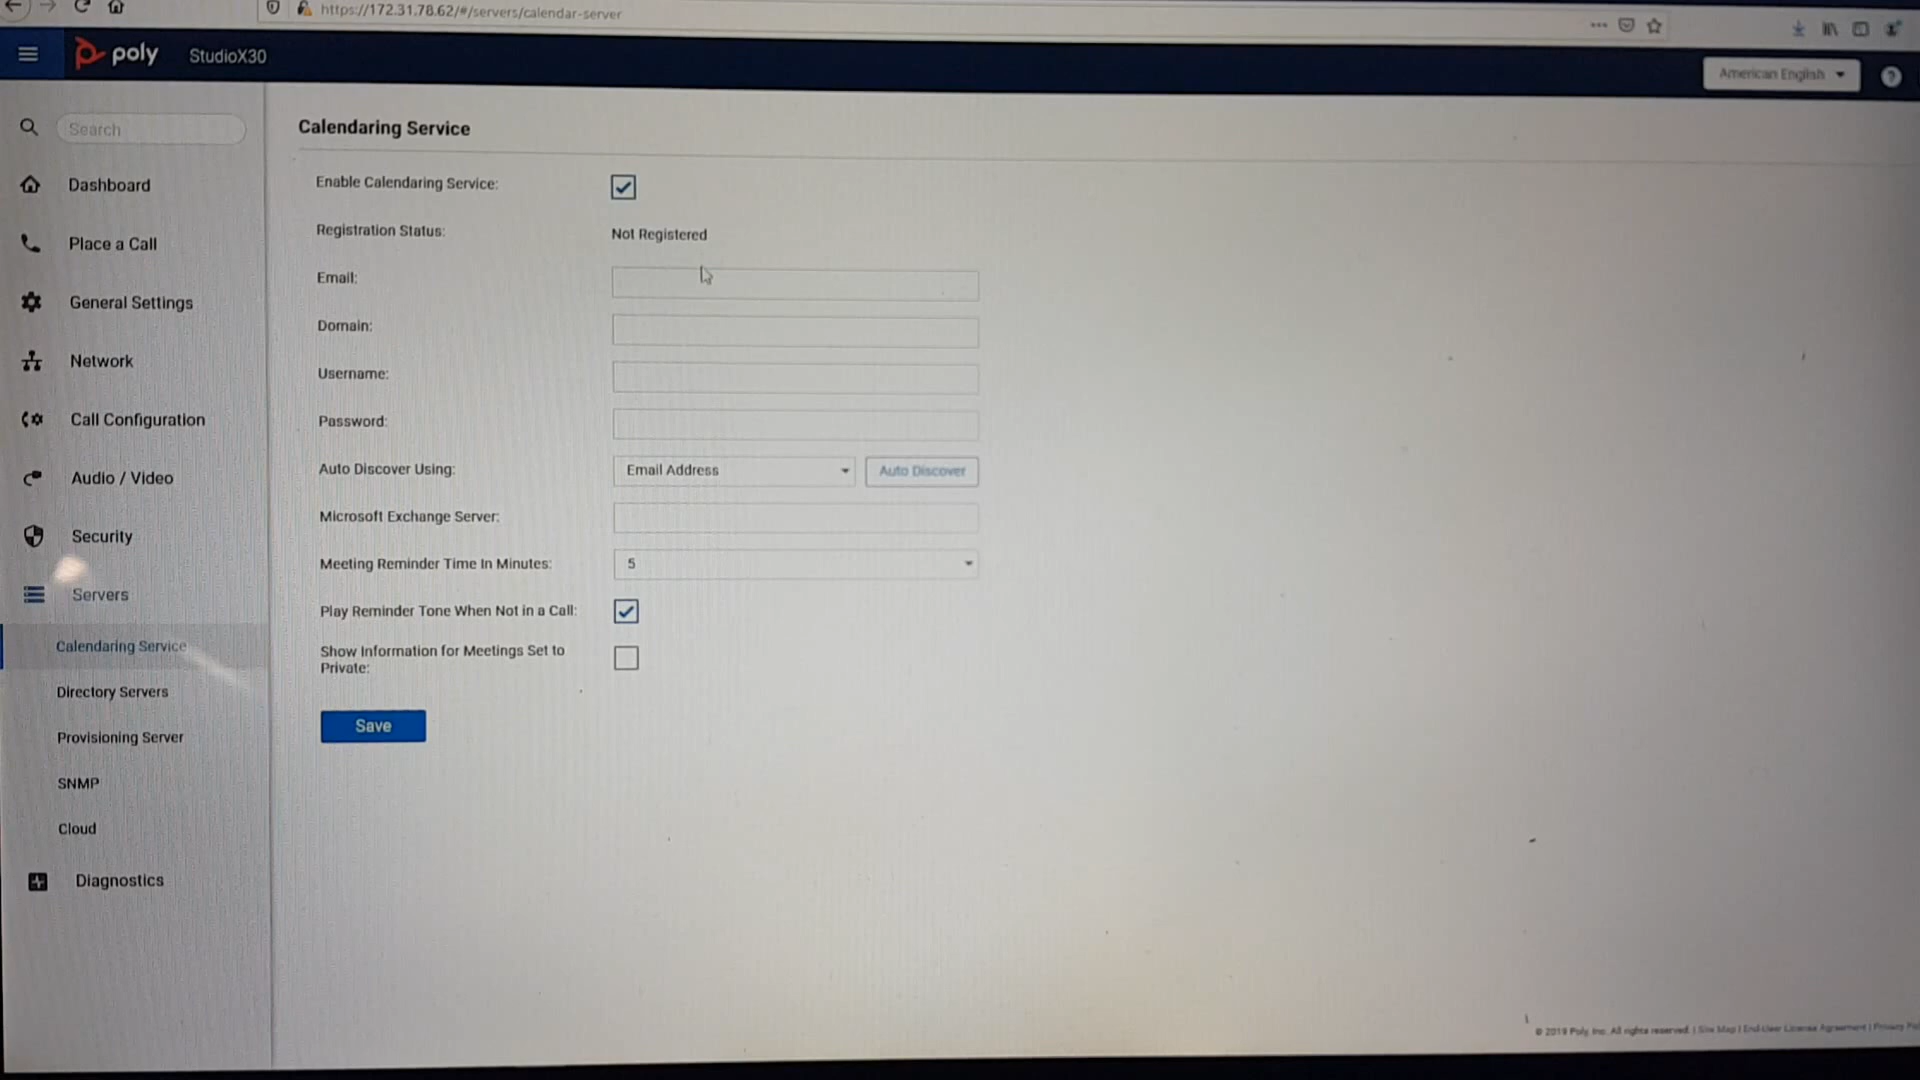 https://172.31.78.62/#/servers/calendar-server
poly StudioX30
American English
?
Search
Dashboard
Place a Call
General Settings
Network
Call Configuration
Audio / Video
Security
Servers
Calendaring Service
Directory Servers
Provisioning Server
SNMP
Cloud
Diagnostics
Calendaring Service
Enable Calendaring Service:
Registration Status: Not Registered
Email:
Domain:
Username:
Password:
Auto Discover Using: Email Address Auto Discover
Microsoft Exchange Server:
Meeting Reminder Time In Minutes: 5
Play Reminder Tone When Not in a Call:
Show Information for Meetings Set to
Private:
Save
© 2019 Poly, Inc. All rights reserved. | Site Map | End-User License Agreement | Privacy